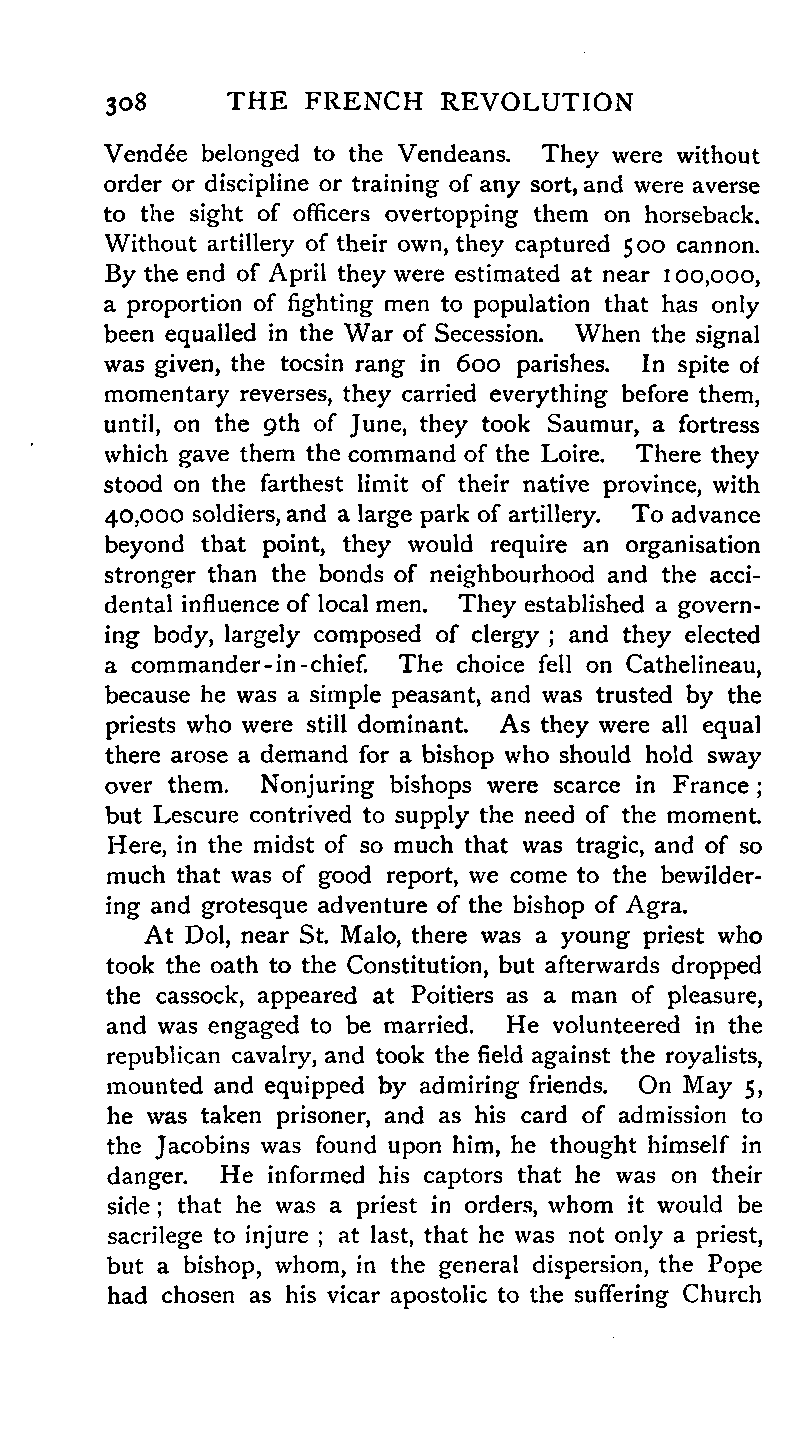 308 THE FRENCH REVOLUTION
Vendée belonged to the Vendeans. They were without
order or discipline or training of any sort, and were averse
to the sight of officers overtopping them on horseback.
Without artillery of their own, they captured 500 cannon.
By the end of April they were estimated at near 100,000,
a proportion of fighting men to population that has only
been equalled in the War of Secession. When the signal
was given, the tocsin rang in 600 parishes. In spite of
momentary reverses, they carried everything before them,
until, on the 9th of June, they took Saumur, a fortress
which gave them the command of the Loire. There they
stood on the farthest limit of their native province, with
40,000 soldiers, and a large park of artillery. To advance
beyond that point, they would require an organisation
stronger than the bonds of neighbourhood and the acci-
dental influence of local men. They established a govern-
ing body, largely composed of clergy ; and they elected
a commander-in-chief. The choice fell on Cathelineau,
because he was a simple peasant, and was trusted by the
priests who were still dominant. As they were all equal
there arose a demand for a bishop who should hold sway
over them. Nonjuring bishops were scarce in France ;
but Lescure contrived to supply the need of the moment.
Here, in the midst of so much that was tragic, and of so
much that was of good report, we come to the bewilder-
ing and grotesque adventure of the bishop of Agra.
At Dol, near St. Malo, there was a young priest who
took the oath to the Constitution, but afterwards dropped
the cassock, appeared at Poitiers as a man of pleasure,
and was engaged to be married. He volunteered in the
republican cavalry, and took the field against the royalists,
mounted and equipped by admiring friends. On May 5,
he was taken prisoner, and as his card of admission to
the Jacobins was found upon him, he thought himself in
danger. He informed his captors that he was on their
side ; that he was a priest in orders, whom it would be
sacrilege to injure ; at last, that he was not only a priest,
but a bishop, whom, in the general dispersion, the Pope
had chosen as his vicar apostolic to the suffering Church